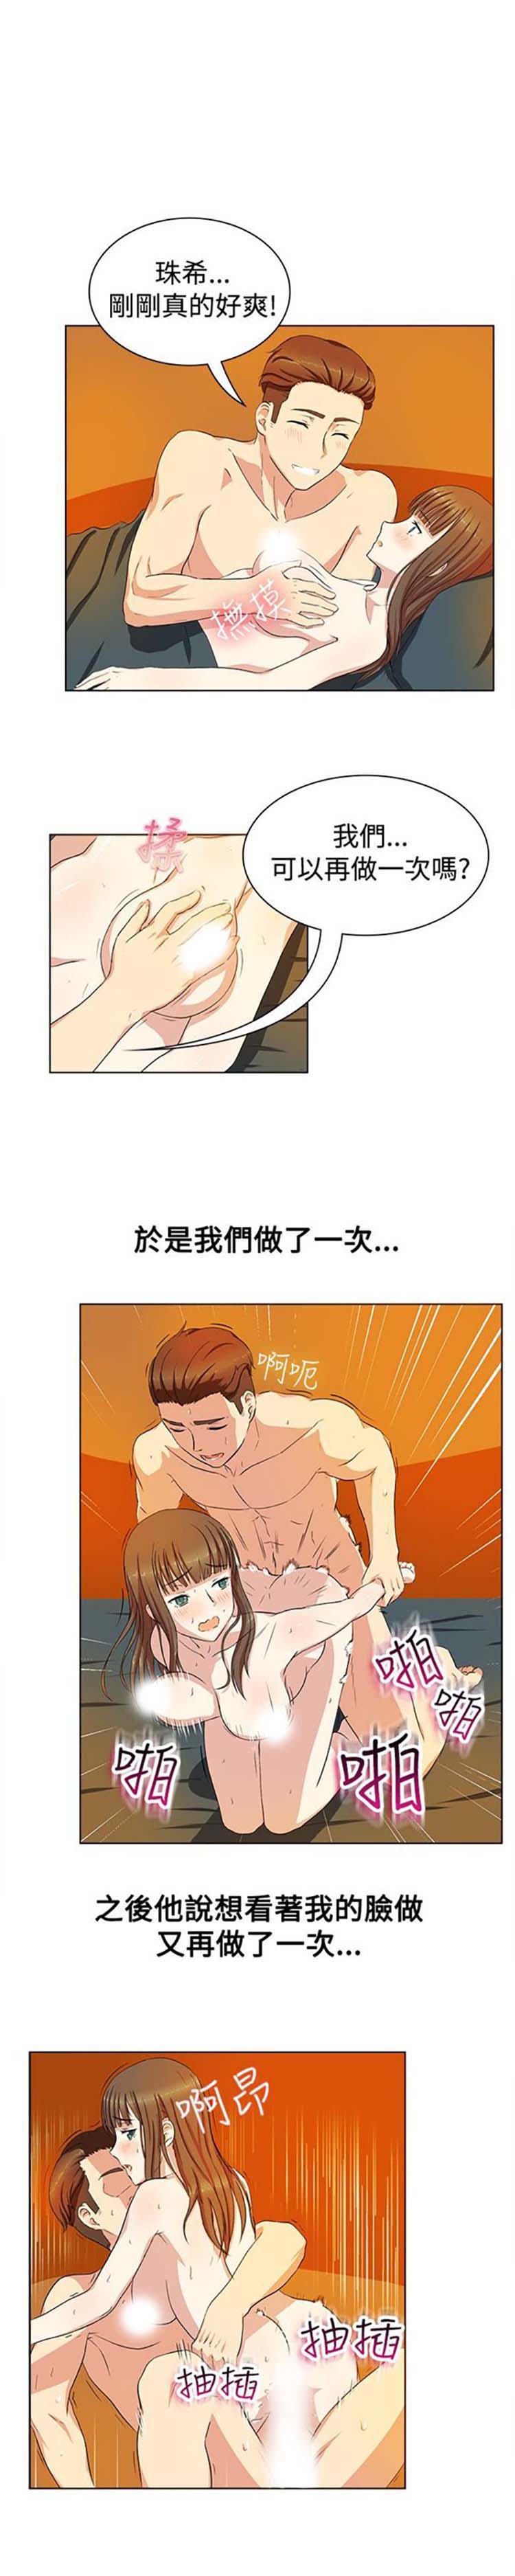 珠希...
剛剛真的好爽!
撫摸
揉
我們...
可以再做一次嗎?
於是我們做了一次...
啊呃
啪
啪
啪
啪
之後他說想看著我的臉做
又再做了一次...
啊昂
抽插
抽插